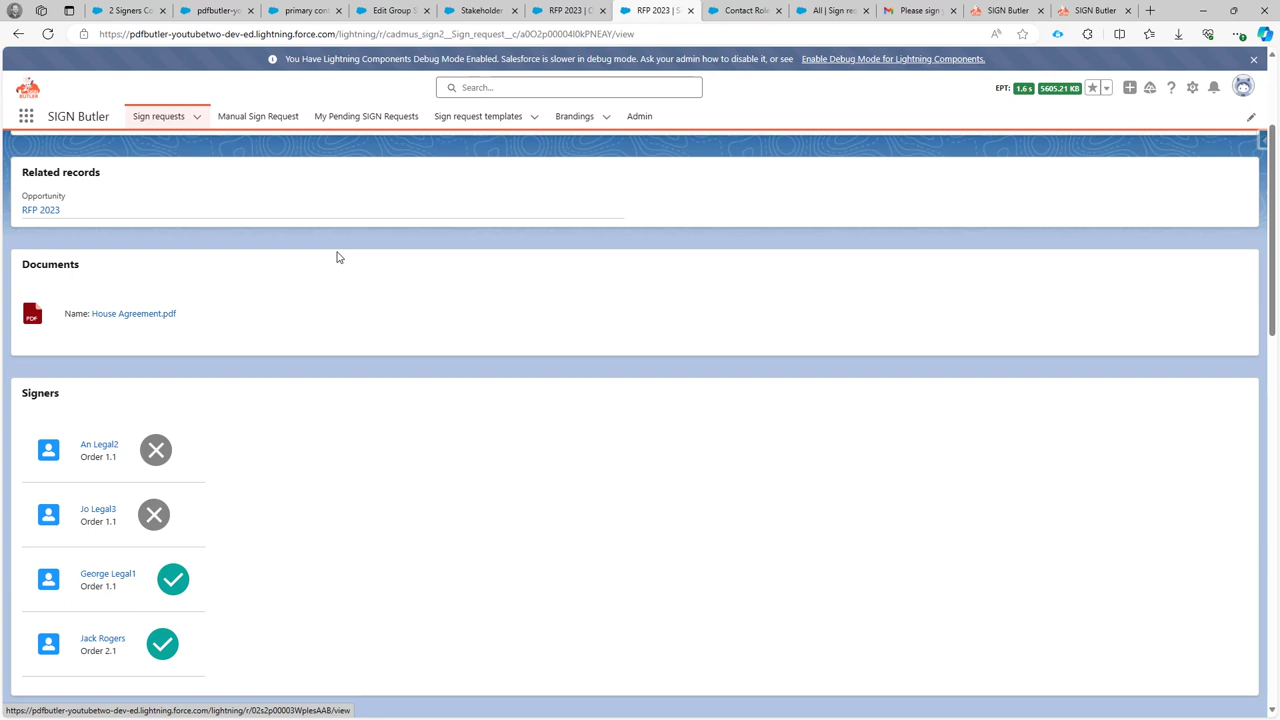 2 Signers Co
pdfbutler-yo
primary cont
Edit Group S
Stakeholder
RFP 2023 | O
RFP 2023 | S
Contact Role
All | Sign req
Please sign y
SIGN Butler
SIGN Butler
https://pdfbutler-youtubetwo-dev-ed.lightning.force.com/lightning/r/cadmus_sign2__Sign_request__c/a0O2p00004I0kPNEAY/view
You Have Lightning Components Debug Mode Enabled. Salesforce is slower in debug mode. Ask your admin how to disable it, or see Enable Debug Mode for Lightning Components.
BUTLER
Search...
EPT: 1.6 s 5605.21 KB
SIGN Butler
Sign requests
Manual Sign Request
My Pending SIGN Requests
Sign request templates
Brandings
Admin
Related records
Opportunity
RFP 2023
Documents
PDF
Name: House Agreement.pdf
Signers
An Legal2
Order 1.1
Jo Legal3
Order 1.1
George Legal1
Order 1.1
Jack Rogers
Order 2.1
https://pdfbutler-youtubetwo-dev-ed.lightning.force.com/lightning/r/02s2p00003WplesAAB/view